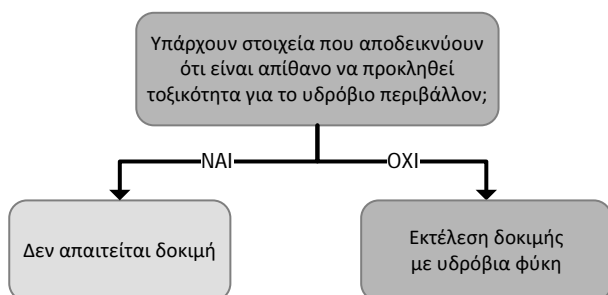 Υπάρχουν στοιχεία που αποδεικνύουν
ότι είναι απίθανο να προκληθεί
τοξικότητα για το υδρόβιο περιβάλλον;
ΝΑΙ
ΟΧΙ
Δεν απαιτείται δοκιμή
Εκτέλεση δοκιμής
με υδρόβια φύκη